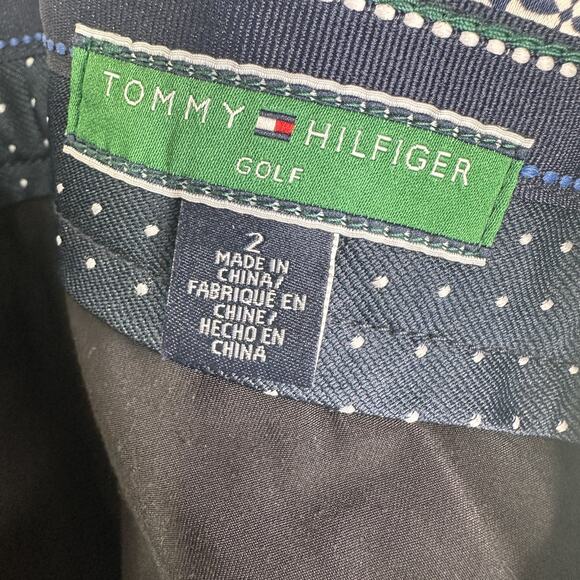 TOMMY HILFIGER
GOLF
2
MADE IN
CHINA/
FABRIQUÉ EN
CHINE/
HECHO EN
CHINA